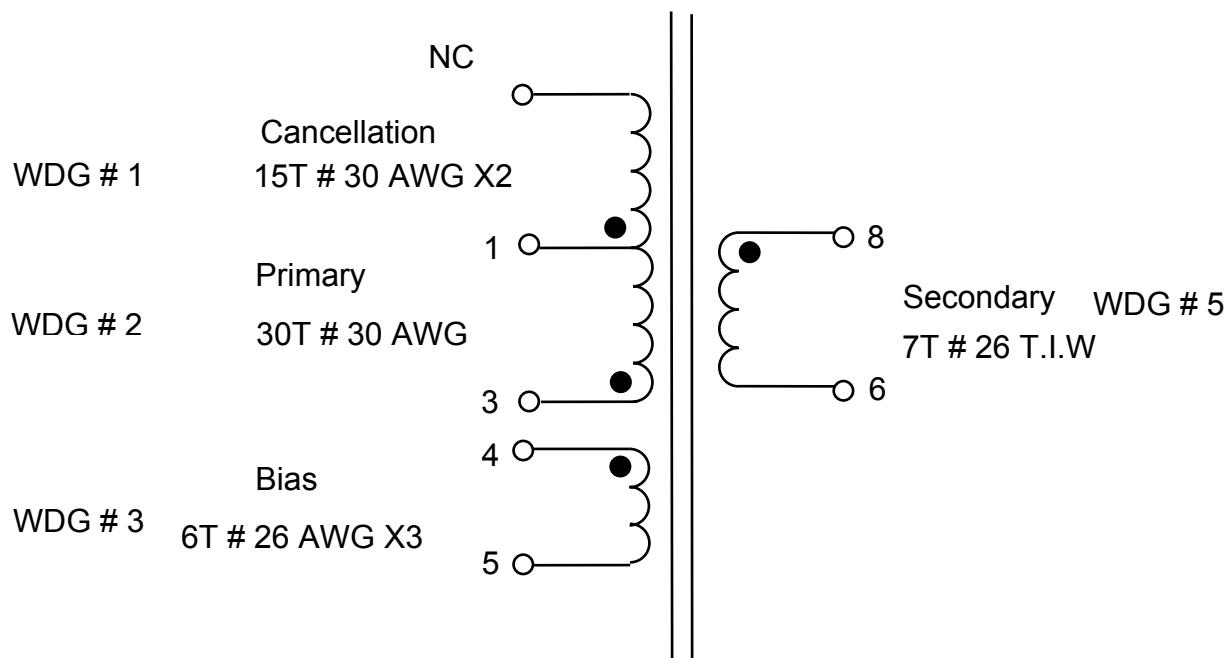 NC
Cancellation
WDG # 1
15T # 30 AWG X2
1
8
Primary
Secondary
WDG # 5
WDG # 2
30T # 30 AWG
7T # 26 T.I.W
3
6
4
Bias
WDG # 3
6T # 26 AWG X3
5